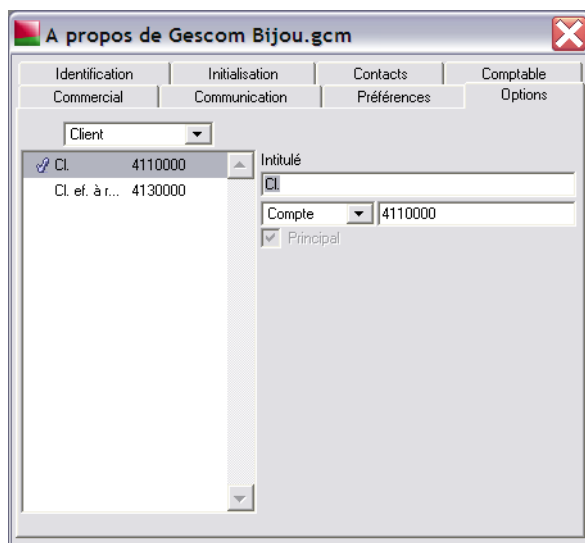 A propos de Gescom Bijou.gcm
Identification Initialisation Contacts Comptable
Commercial Communication Préférences Options
Client
Cl. 4110000
Cl. ef. à r... 4130000
Intitulé
Cl.
Compte 4110000
Principal